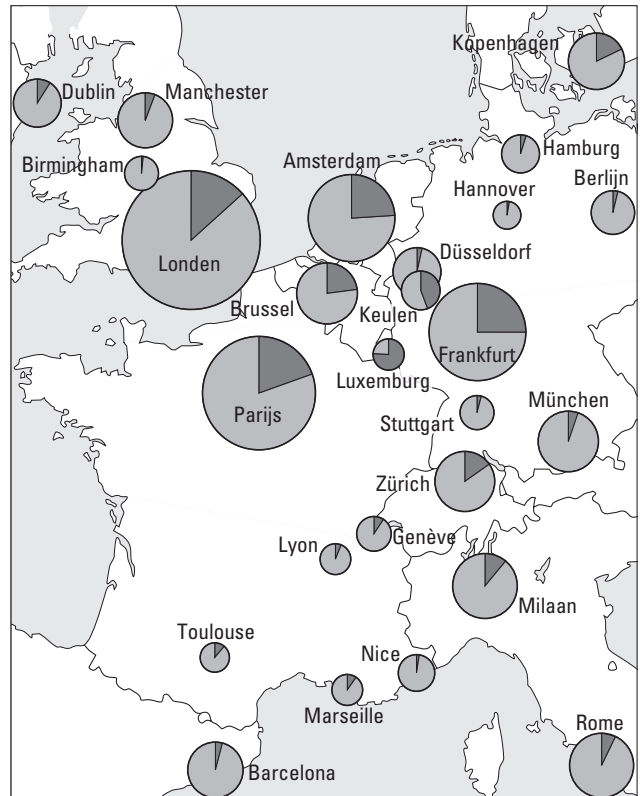 Kopenhagen
Dublin
Manchester
Hamburg
Birmingham
Amsterdam
Hannover
Berlijn
Londen
Düsseldorf
Brussel
Keulen
Frankfurt
Luxemburg
Parijs
Stuttgart
München
Zürich
Genève
Lyon
Milaan
Toulouse
Nice
Marseille
Rome
Barcelona